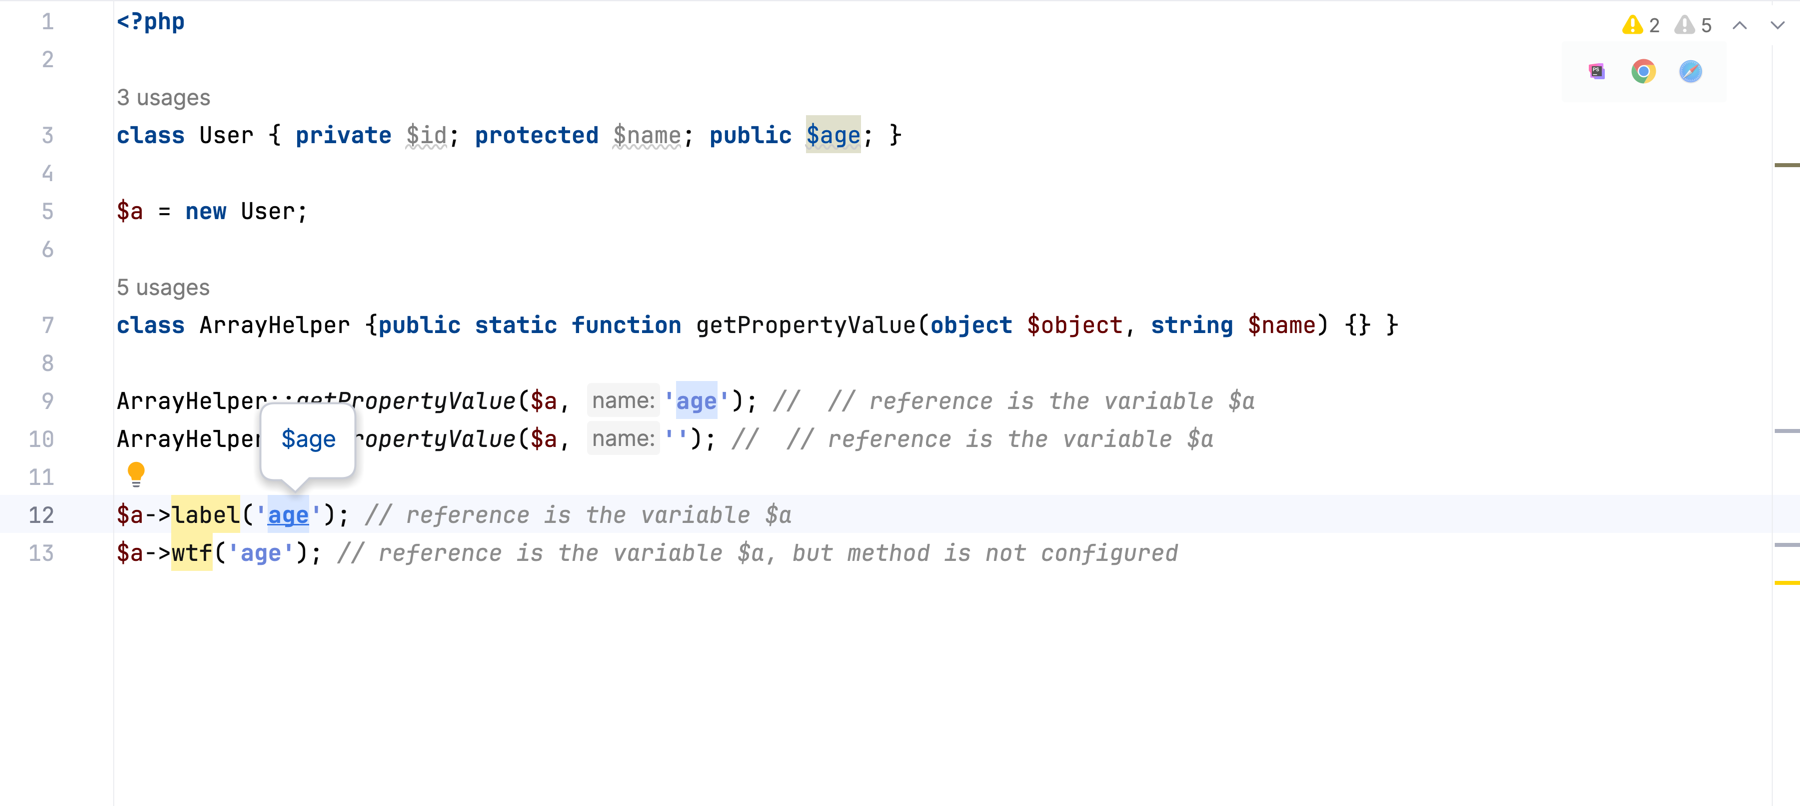 1 <?php 2 5
2
3 usages
3 class User { private $id; protected $name; public $age; }
4
5 $a = new User;
6
5 usages
7 class ArrayHelper {public static function getPropertyValue(object $object, string $name) {} }
8
9 ArrayHelper::getPropertyValue($a, name: 'age'); //  // reference is the variable $a
10 ArrayHelper ropertyValue($a, name: ''); //  // reference is the variable $a
$age
11
12 $a->label('age'); // reference is the variable $a
13 $a->wtf('age'); // reference is the variable $a, but method is not configured